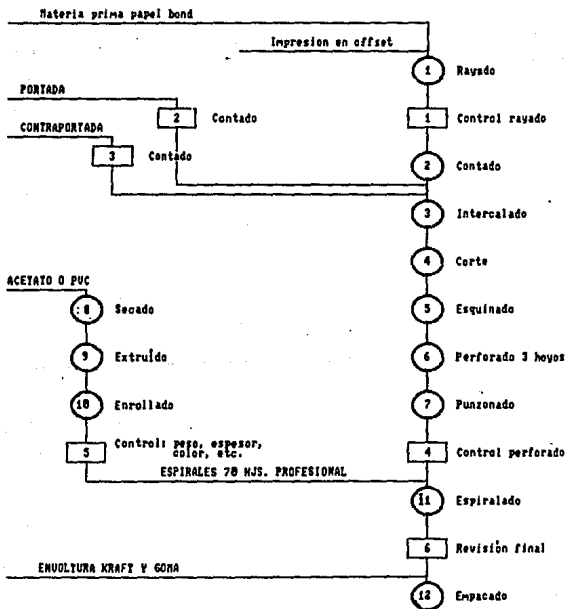 Materia prima papel bond
Impresion en offset
1 Rayado
PORTADA
2 Contado
1 Control rayado
CONTRAPORTADA
3 Contado
2 Contado
3 Intercalado
4 Corte
ACETATO O PVC
8 Secado
5 Esquinado
9 Extruído
6 Perforado 3 hoyos
10 Enrollado
7 Punzonado
5 Control: peso, espesor,
color, etc.
4 Control perforado
ESPIRALES 70 HJS. PROFESIONAL
11 Espiralado
6 Revisión final
ENVOLTURA KRAFT Y GOMA
12 Empacado